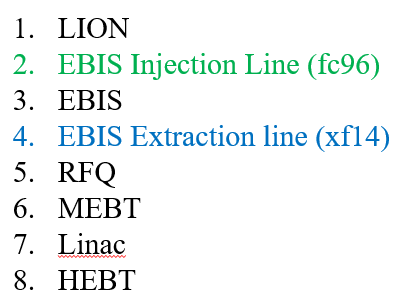 1. LION
2. EBIS Injection Line (fc96)
3. EBIS
4. EBIS Extraction line (xf14)
5. RFQ
6. MEBT
7. Linac
8. HEBT